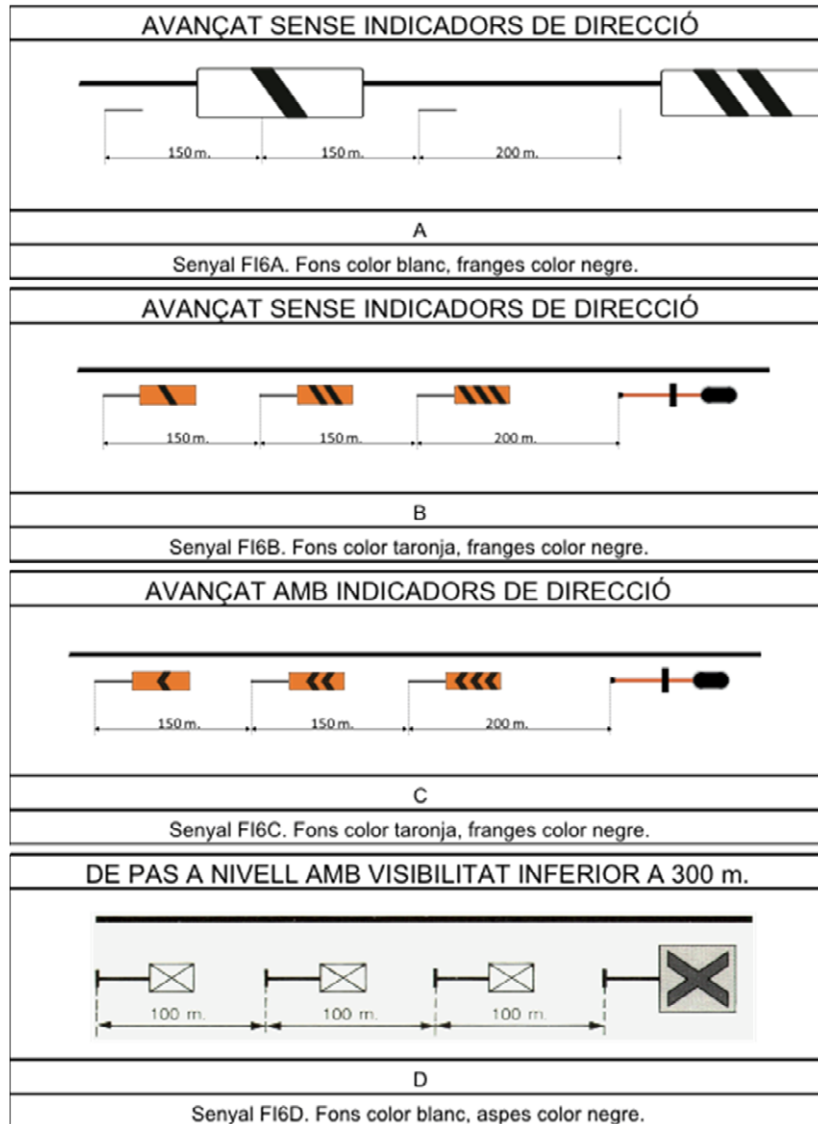 AVANÇAT SENSE INDICADORS DE DIRECCIÓ
150 m. 150 m. 200 m.
A
Senyal FI6A. Fons color blanc, franges color negre.
AVANÇAT SENSE INDICADORS DE DIRECCIÓ
150 m. 150 m. 200 m.
B
Senyal FI6B. Fons color taronja, franges color negre.
AVANÇAT AMB INDICADORS DE DIRECCIÓ
150 m. 150 m. 200 m.
C
Senyal FI6C. Fons color taronja, franges color negre.
DE PAS A NIVELL AMB VISIBILITAT INFERIOR A 300 m.
100 m. 100 m. 100 m.
D
Senyal FI6D. Fons color blanc, aspes color negre.